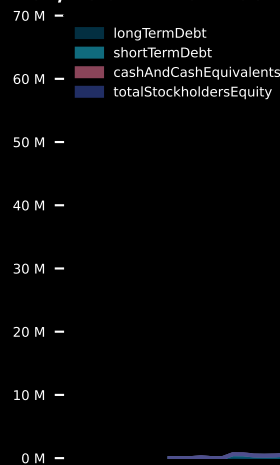 70 M
longTermDebt
shortTermDebt
60 M
cashAndCashEquivalents
totalStockholdersEquity
50 M
40 M
30 M
20 M
10 M
0 M